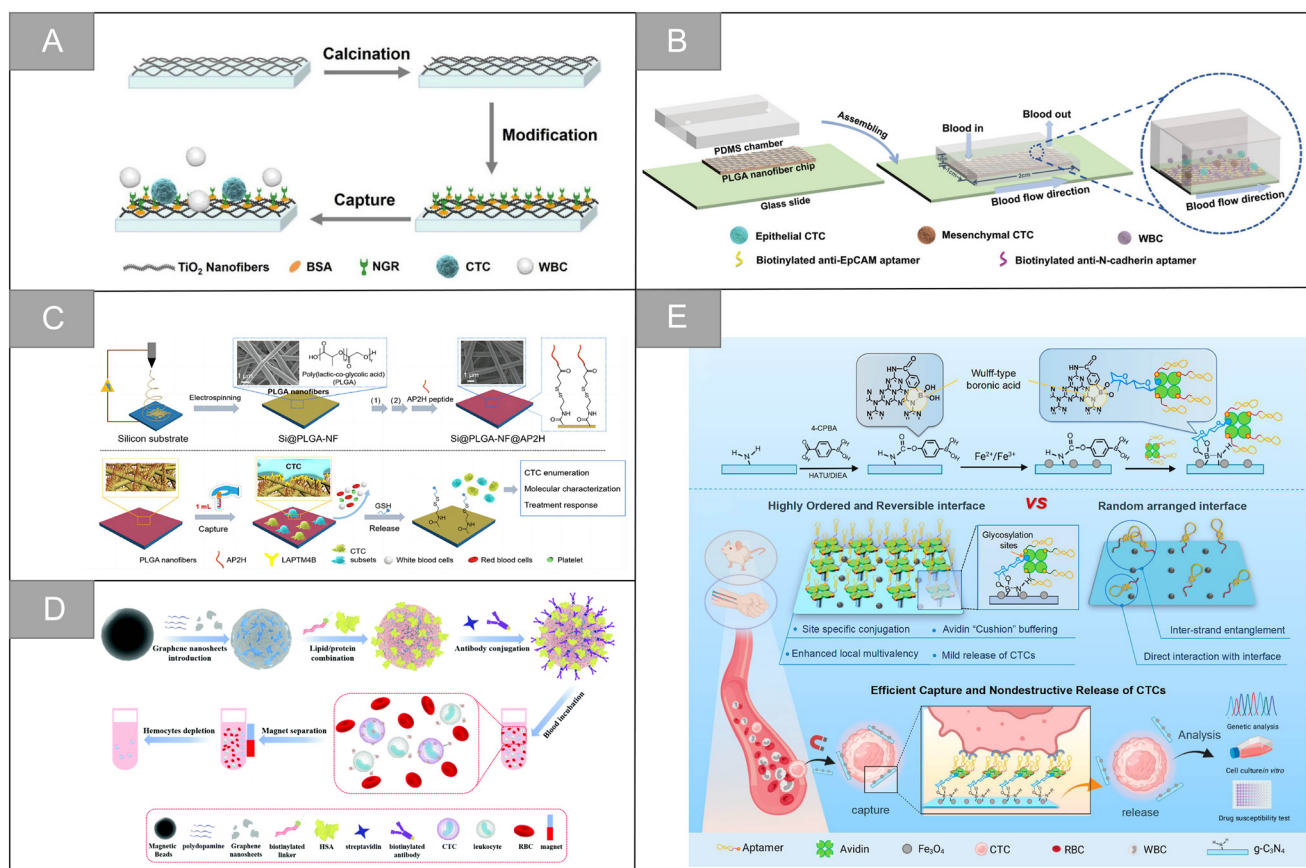 A
Calcination
Modification
Capture
TiO2 Nanofibers
BSA
NGR
CTC
WBC
B
PDMS chamber
PLGA nanofiber chip
Glass slide
Assembling
Blood in
Blood out
2cm
Blood flow direction
Blood flow direction
Epithelial CTC
Mesenchymal CTC
WBC
Biotinylated anti-EpCAM aptamer
Biotinylated anti-N-cadherin aptamer
C
Silicon substrate
Electrospinning
1 μm
Poly(lactic-co-glycolic acid)
(PLGA)
PLGA nanofibers
Si@PLGA-NF
(1)
(2)
AP2H peptide
1 μm
Si@PLGA-NF@AP2H
1 mL
Capture
CTC
GSH
Release
CTC enumeration
Molecular characterization
Treatment response
PLGA nanofibers
AP2H
LAPTM4B
CTC
subsets
White blood cells
Red blood cells
Platelet
D
Graphene nanosheets
introduction
Lipid/protein
combination
Antibody conjugation
Blood incubation
Magnet separation
Hemocytes depletion
Magnetic
Beads
polydopamine
Graphene
nanosheets
biotinylated
linker
HSA
streptavidin
biotinylated
antibody
CTC
leukocyte
RBC
magnet
E
Wulff-type
boronic acid
4-CPBA
HATU/DIEA
Fe2+/Fe3+
Highly Ordered and Reversible interface
VS
Random arranged interface
Glycosylation
sites
Site specific conjugation
Avidin "Cushion" buffering
Enhanced local multivalency
Mild release of CTCs
Inter-strand entanglement
Direct interaction with interface
Efficient Capture and Nondestructive Release of CTCs
capture
release
Analysis
Genetic analysis
Cell culture in vitro
Drug susceptibility test
Aptamer
Avidin
Fe3O4
CTC
RBC
WBC
g-C3N4